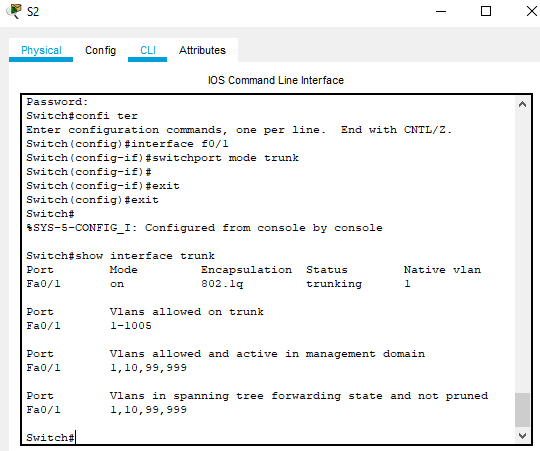 S2
Physical Config CLI Attributes
IOS Command Line Interface
Password:
Switch#confi ter
Enter configuration commands, one per line.  End with CNTL/Z.
Switch(config)#interface f0/1
Switch(config-if)#switchport mode trunk
Switch(config-if)#
Switch(config-if)#exit
Switch(config)#exit
Switch#
%SYS-5-CONFIG_I: Configured from console by console
Switch#show interface trunk
Port        Mode         Encapsulation  Status        Native vlan
Fa0/1       on           802.1q         trunking      1
Port        Vlans allowed on trunk
Fa0/1       1-1005
Port        Vlans allowed and active in management domain
Fa0/1       1,10,99,999
Port        Vlans in spanning tree forwarding state and not pruned
Fa0/1       1,10,99,999
Switch#